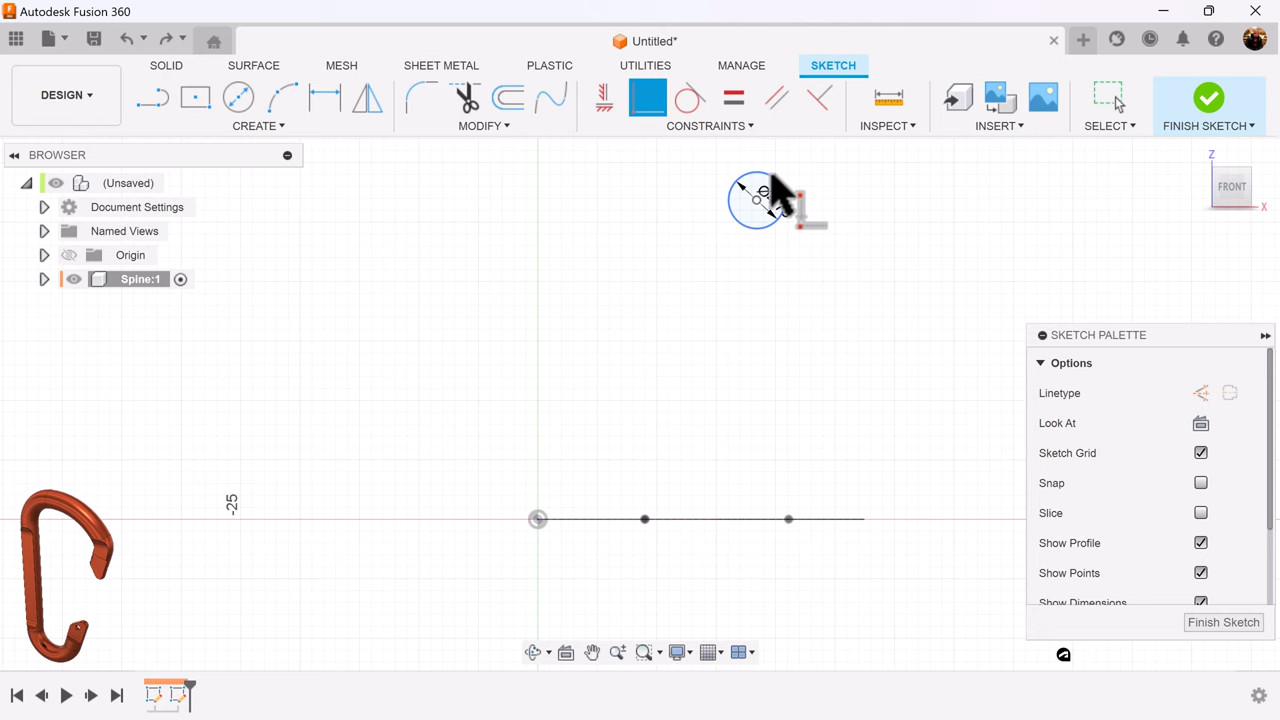 Autodesk Fusion 360
Untitled*
SOLID SURFACE MESH SHEET METAL PLASTIC UTILITIES MANAGE SKETCH
DESIGN
CREATE MODIFY CONSTRAINTS INSPECT INSERT SELECT FINISH SKETCH
BROWSER
(Unsaved)
Document Settings
Named Views
Origin
Spine:1
Z
FRONT
X
-25
SKETCH PALETTE
Options
Linetype
Look At
Sketch Grid
Snap
Slice
Show Profile
Show Points
Show Dimensions
Finish Sketch